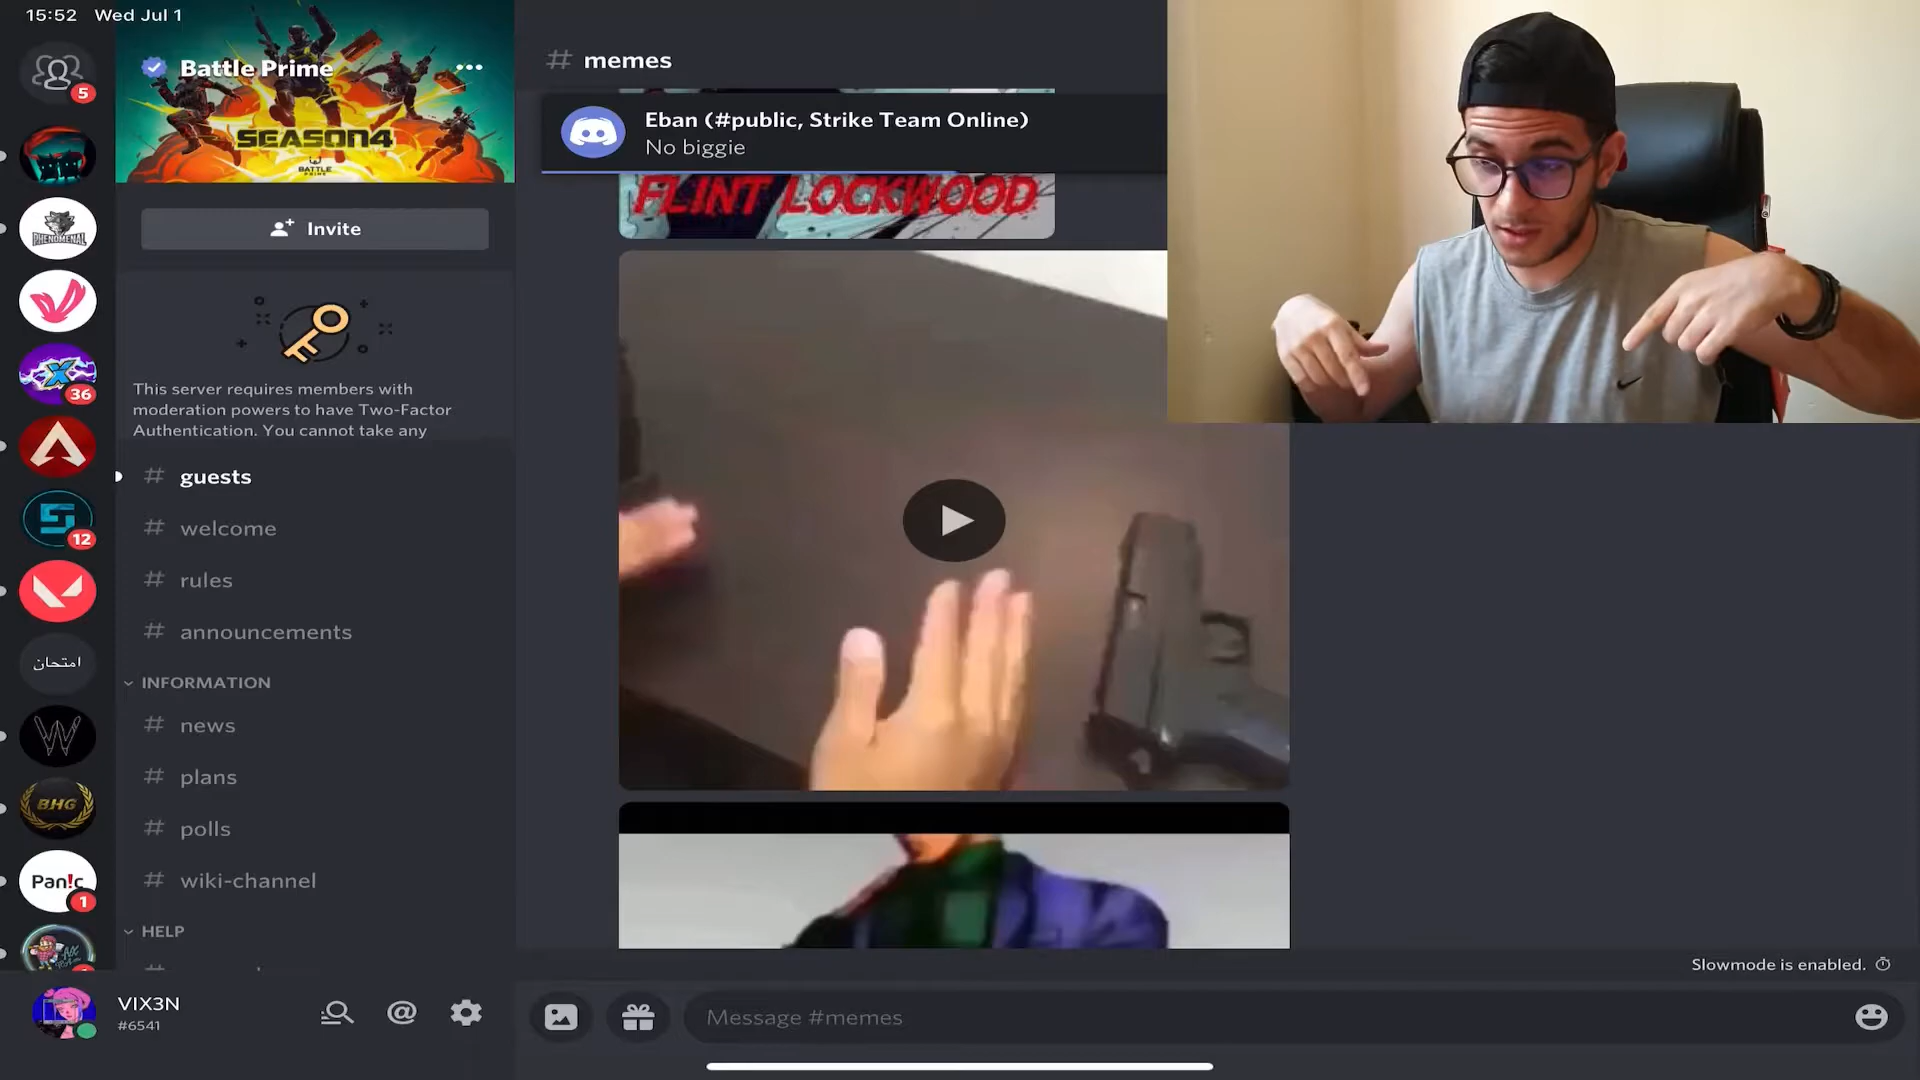 15:52 Wed Jul 1
5
Battle Prime
SEASON4
BATTLE
PRIME
Invite
This server requires members with
moderation powers to have Two-Factor
Authentication. You cannot take any
# guests
# welcome
# rules
# announcements
INFORMATION
# news
# plans
# polls
# wiki-channel
HELP
PHENOMENAL
X
36
12
امتحان
W
BHG
Pan!c
1
VIX3N
#6541
# memes
Eban (#public, Strike Team Online)
No biggie
FLINT LOCKWOOD
Slowmode is enabled.
Message #memes